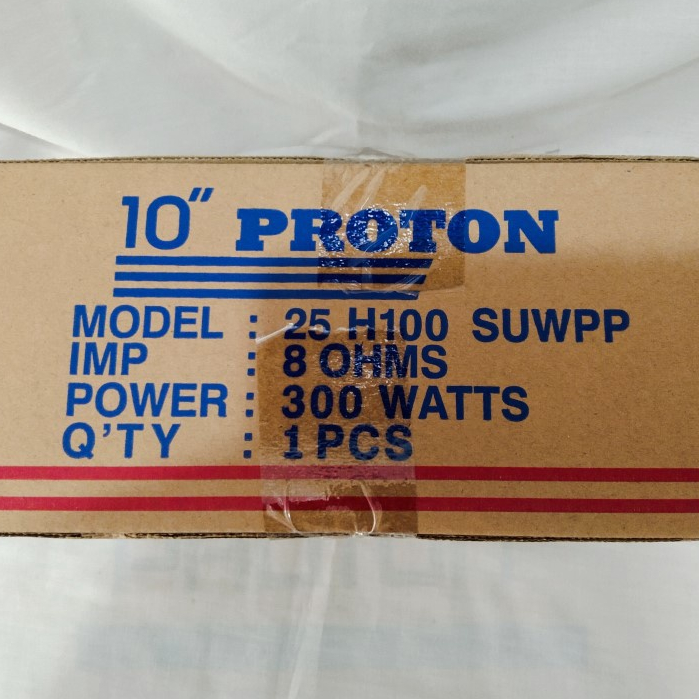 10" PROTON
MODEL : 25 H100 SUWPP
IMP : 8 OHMS
POWER : 300 WATTS
Q'TY : 1 PCS